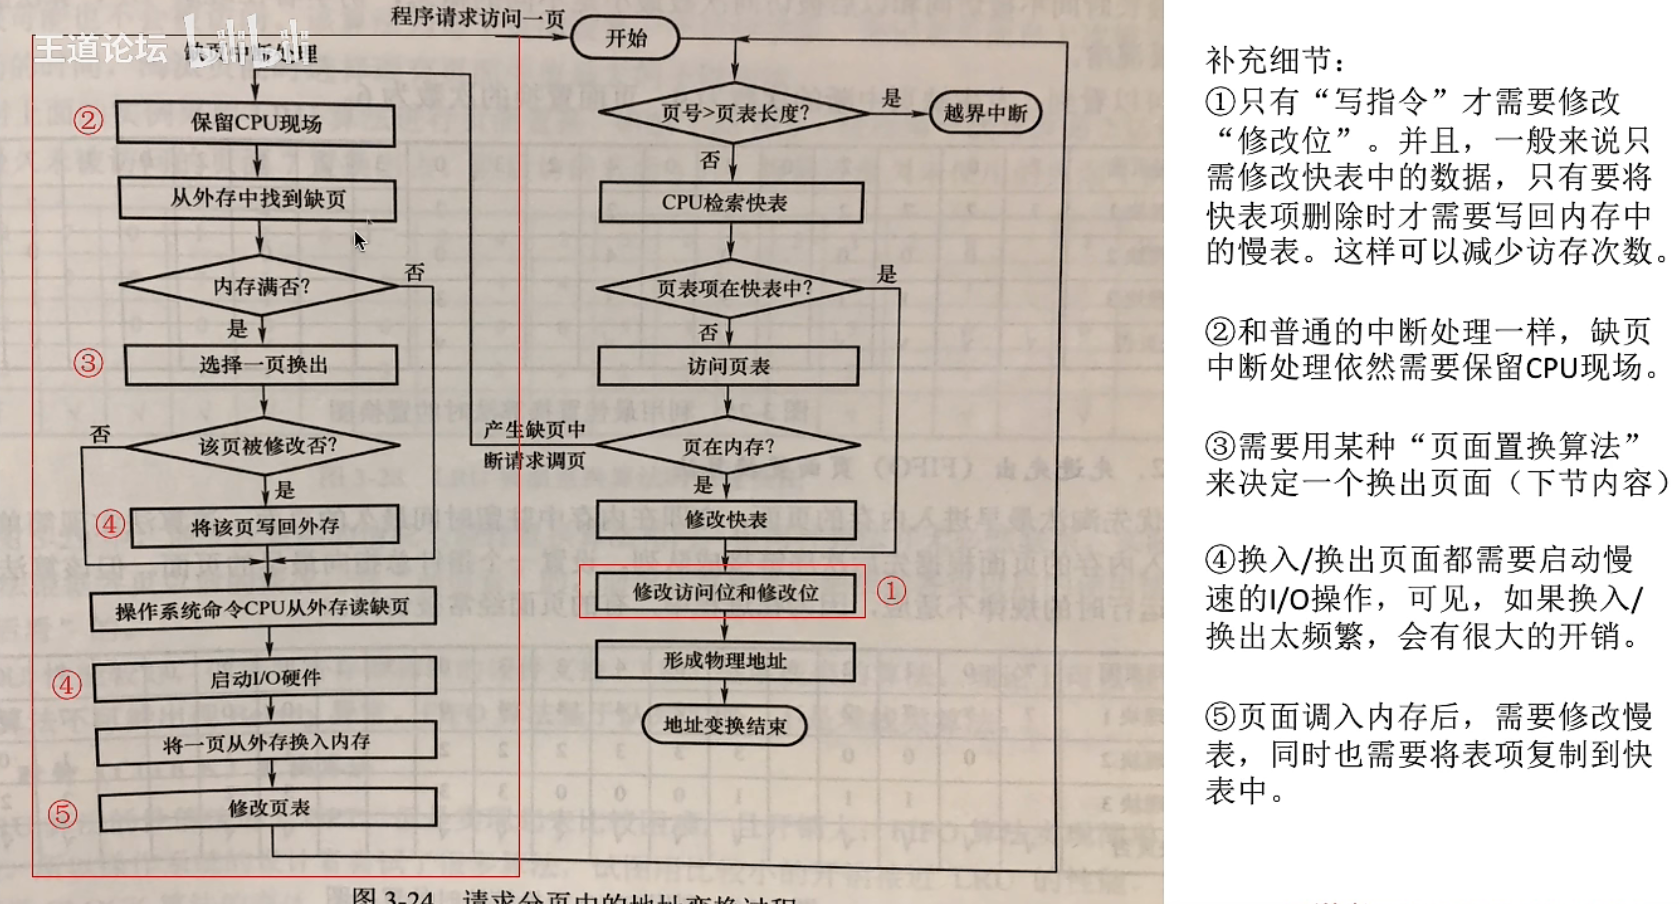 程序请求访问一页
王道论坛
缺页中断处理
开始
②
保留CPU现场
从外存中找到缺页
内存满否?
否
是
③
选择一页换出
该页被修改否?
否
是
④
将该页写回外存
操作系统命令CPU从外存读缺页
④
启动I/O硬件
将一页从外存换入内存
⑤
修改页表
页号>页表长度?
是
越界中断
否
CPU检索快表
页表项在快表中?
是
否
访问页表
产生缺页中
断请求调页
页在内存?
是
修改快表
修改访问位和修改位
①
形成物理地址
地址变换结束
图 3-24 请求分页中的地址变换过程
补充细节：
①只有“写指令”才需要修改
“修改位”。并且，一般来说只
需修改快表中的数据，只有要将
快表项删除时才需要写回内存中
的慢表。这样可以减少访存次数。
②和普通的中断处理一样，缺页
中断处理依然需要保留CPU现场。
③需要用某种“页面置换算法”
来决定一个换出页面（下节内容）
④换入/换出页面都需要启动慢
速的I/O操作，可见，如果换入/
换出太频繁，会有很大的开销。
⑤页面调入内存后，需要修改慢
表，同时也需要将表项复制到快
表中。